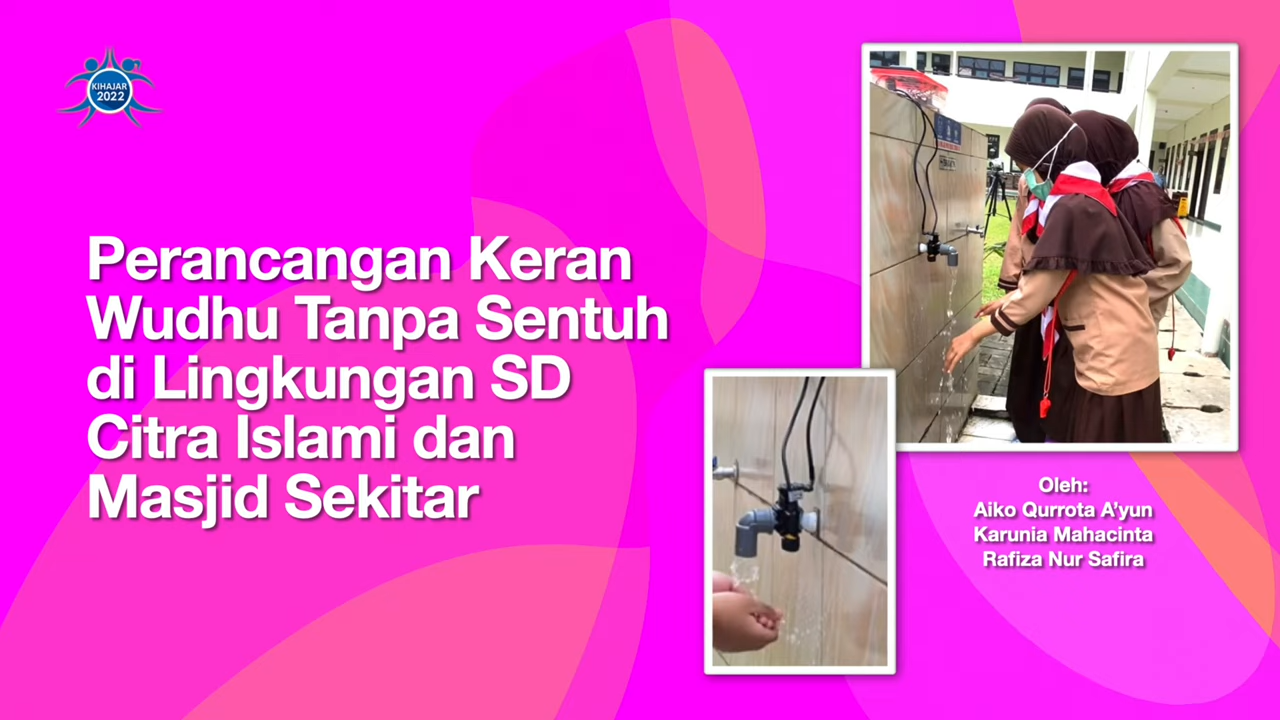 KIHAJAR
2022
Perancangan Keran
Wudhu Tanpa Sentuh
di Lingkungan SD
Citra Islami dan
Masjid Sekitar
Oleh:
Aiko Qurrota A'yun
Karunia Mahacinta
Rafiza Nur Safira